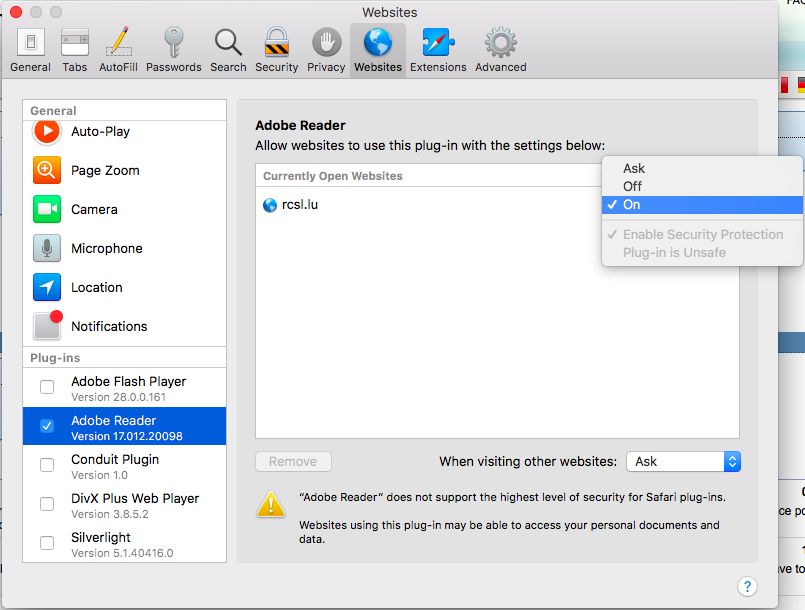 Websites
General
Tabs
AutoFill
Passwords
Search
Security
Privacy
Websites
Extensions
Advanced
General
Auto-Play
Page Zoom
Camera
Microphone
Location
Notifications
Plug-ins
Adobe Flash Player
Version 28.0.0.161
Adobe Reader
Version 17.012.20098
Conduit Plugin
Version 1.0
DivX Plus Web Player
Version 3.8.5.2
Silverlight
Version 5.1.40416.0
Adobe Reader
Allow websites to use this plug-in with the settings below:
Currently Open Websites
rcsl.lu
Ask
Off
✓ On
✓ Enable Security Protection
Plug-in is Unsafe
Remove
When visiting other websites:
Ask
“Adobe Reader” does not support the highest level of security for Safari plug-ins.
Websites using this plug-in may be able to access your personal documents and
data.
?